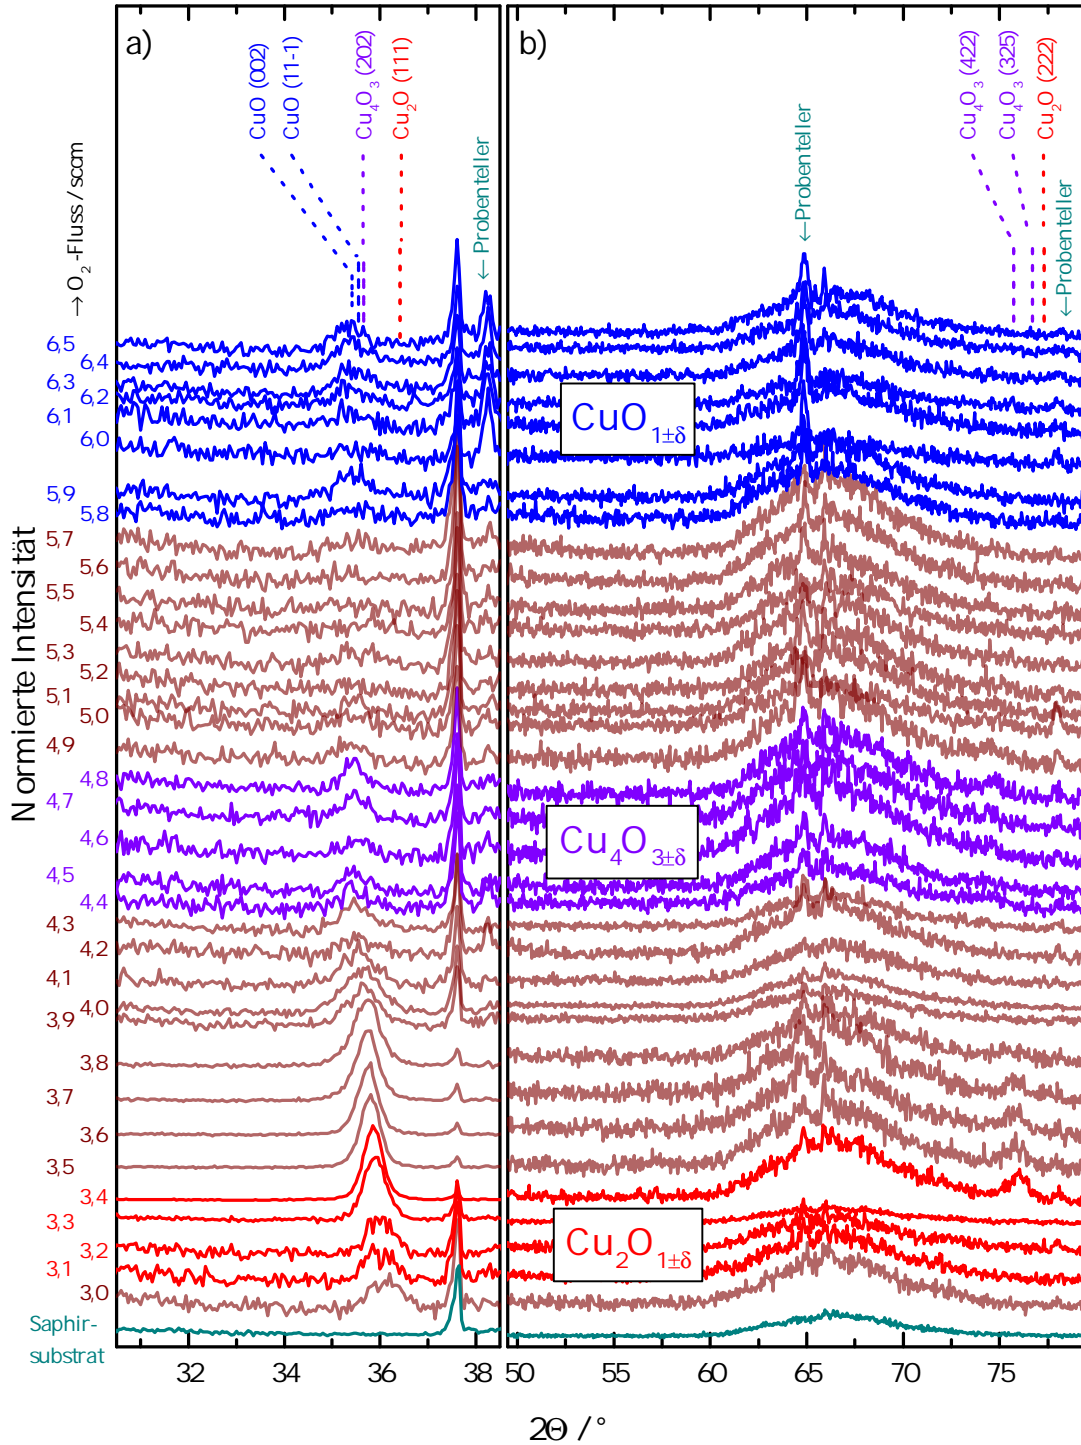 a)
b)
CuO (002)
CuO (11-1)
Cu₄O₃ (202)
Cu₂O (111)
←Probenteller
→ O₂ -Fluss / sccm
←Probenteller
Cu₄O₃ (422)
Cu₄O₃ (325)
Cu₂O (222)
←Probenteller
6,5
6,4
6,3
6,2
6,1
6,0
5,9
5,8
5,7
5,6
5,5
5,4
5,3
5,2
5,1
5,0
4,9
4,8
4,7
4,6
4,5
4,4
4,3
4,2
4,1
4,0
3,9
3,8
3,7
3,6
3,5
3,4
3,3
3,2
3,1
3,0
Saphir-
substrat
Normierte Intensität
CuO₁±δ
Cu₄O₃±δ
Cu₂O₁±δ
32 34 36 38 50 55 60 65 70 75
2Θ / °